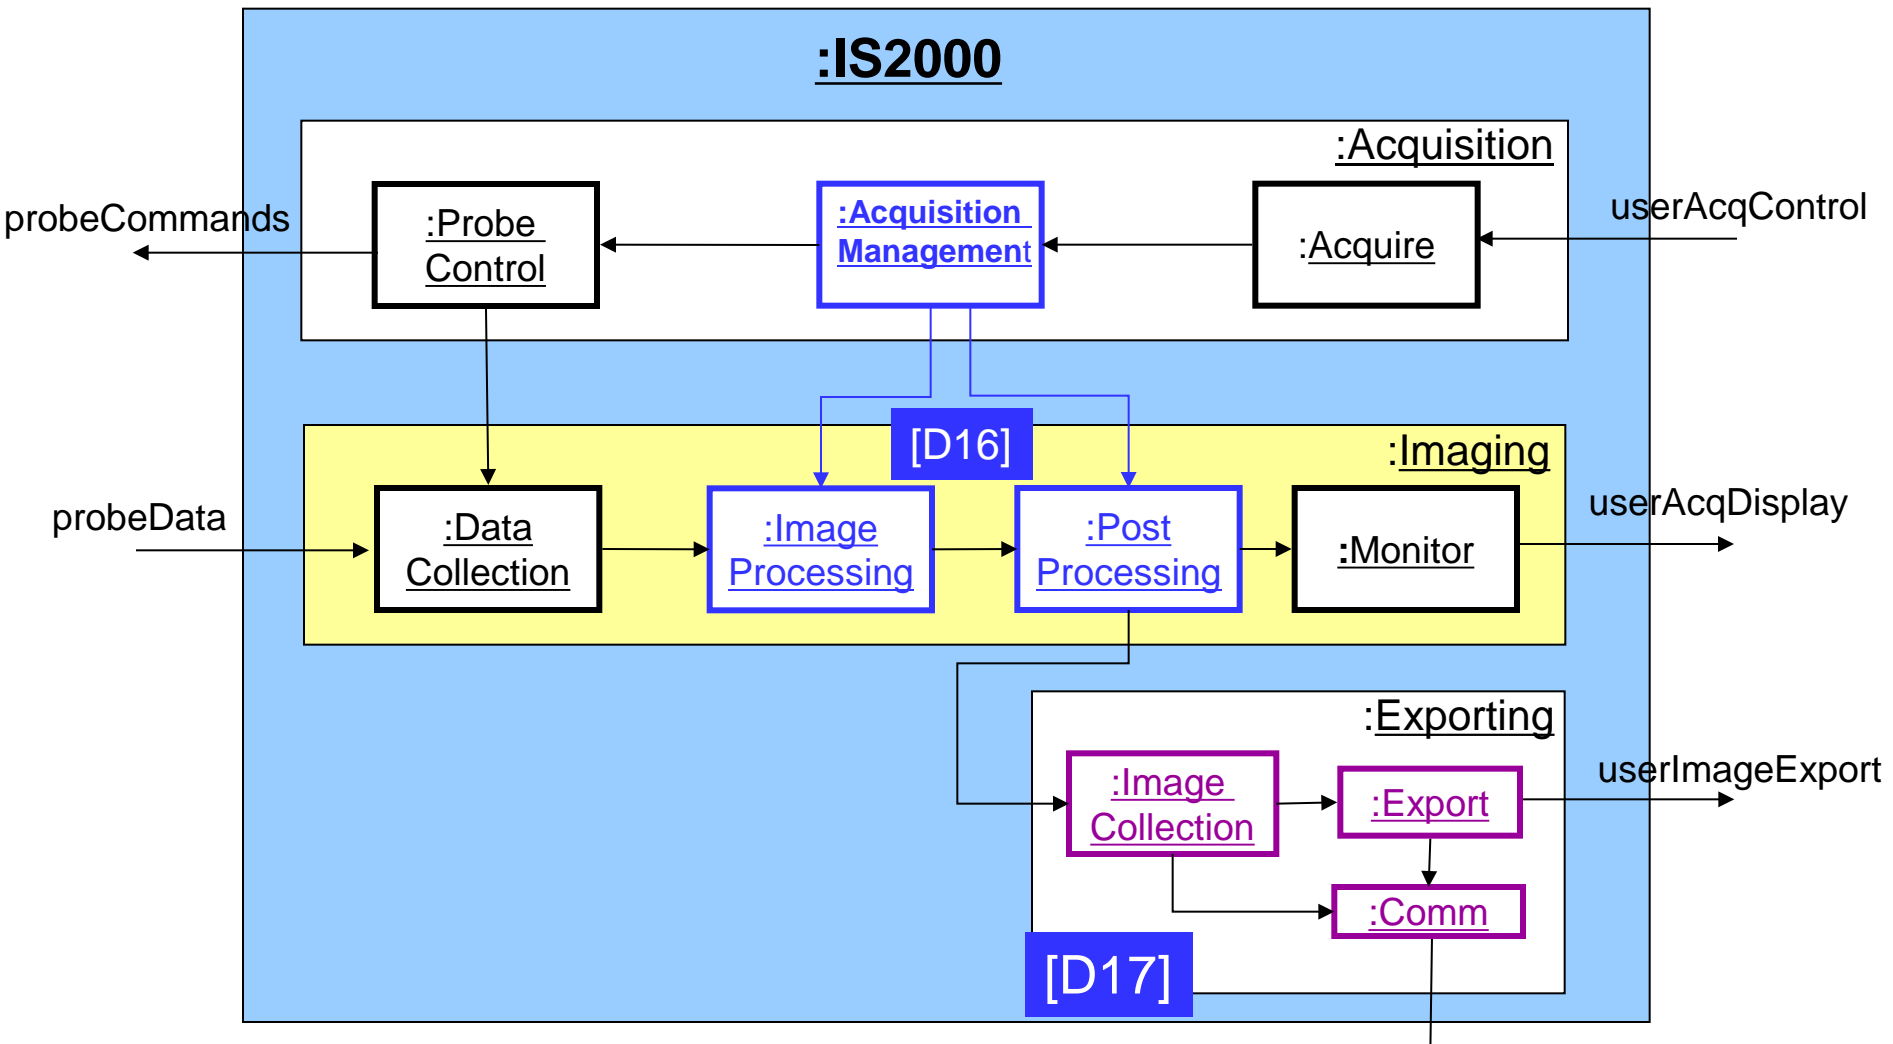 :IS2000
:Acquisition
probeCommands
:Probe
Control
:Acquisition
Management
:Acquire
userAcqControl
[D16]
:Imaging
probeData
:Data
Collection
:Image
Processing
:Post
Processing
:Monitor
userAcqDisplay
:Exporting
:Image
Collection
:Export
userImageExport
:Comm
[D17]